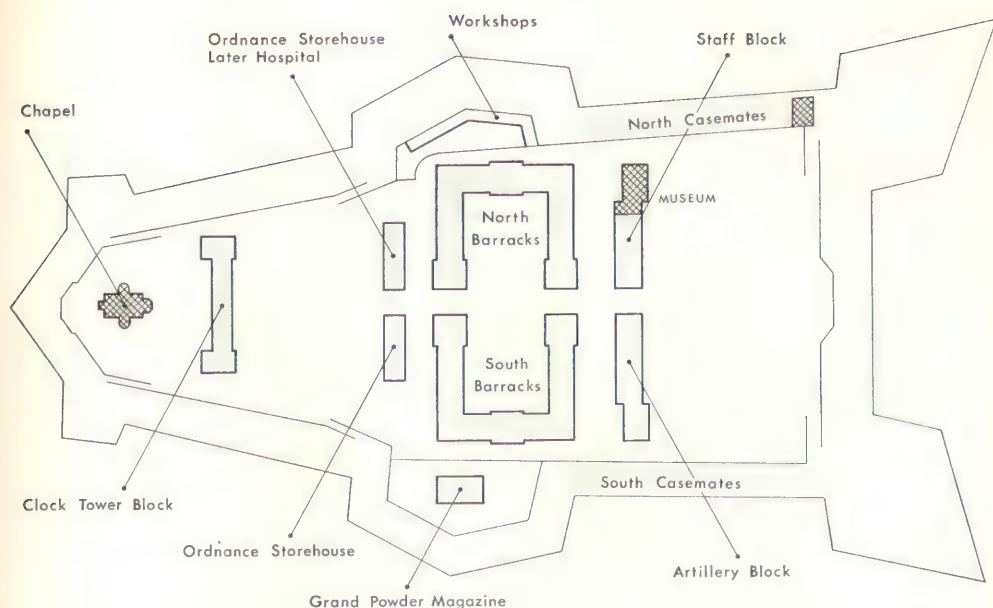 Workshops
Ordnance Storehouse
Later Hospital
Staff Block
Chapel
North Casemates
MUSEUM
North
Barracks
South
Barracks
South Casemates
Clock Tower Block
Ordnance Storehouse
Artillery Block
Grand Powder Magazine